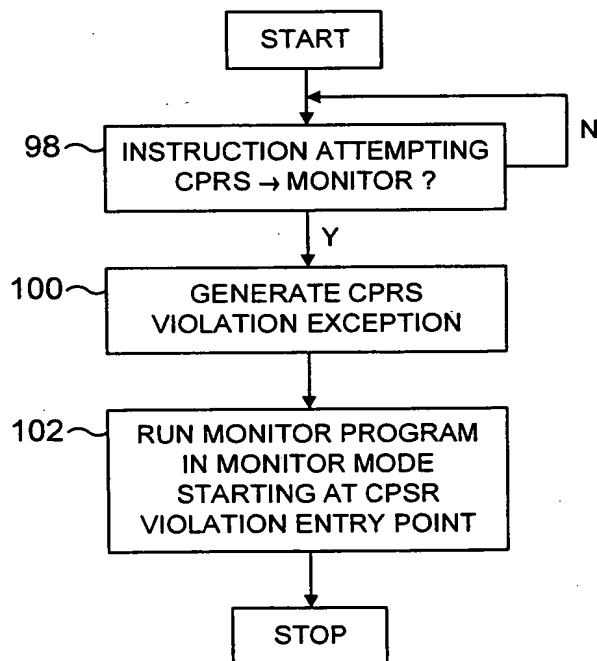 START
N
98
INSTRUCTION ATTEMPTING
CPRS → MONITOR ?
Y
100
GENERATE CPRS
VIOLATION EXCEPTION
102
RUN MONITOR PROGRAM
IN MONITOR MODE
STARTING AT CPSR
VIOLATION ENTRY POINT
STOP